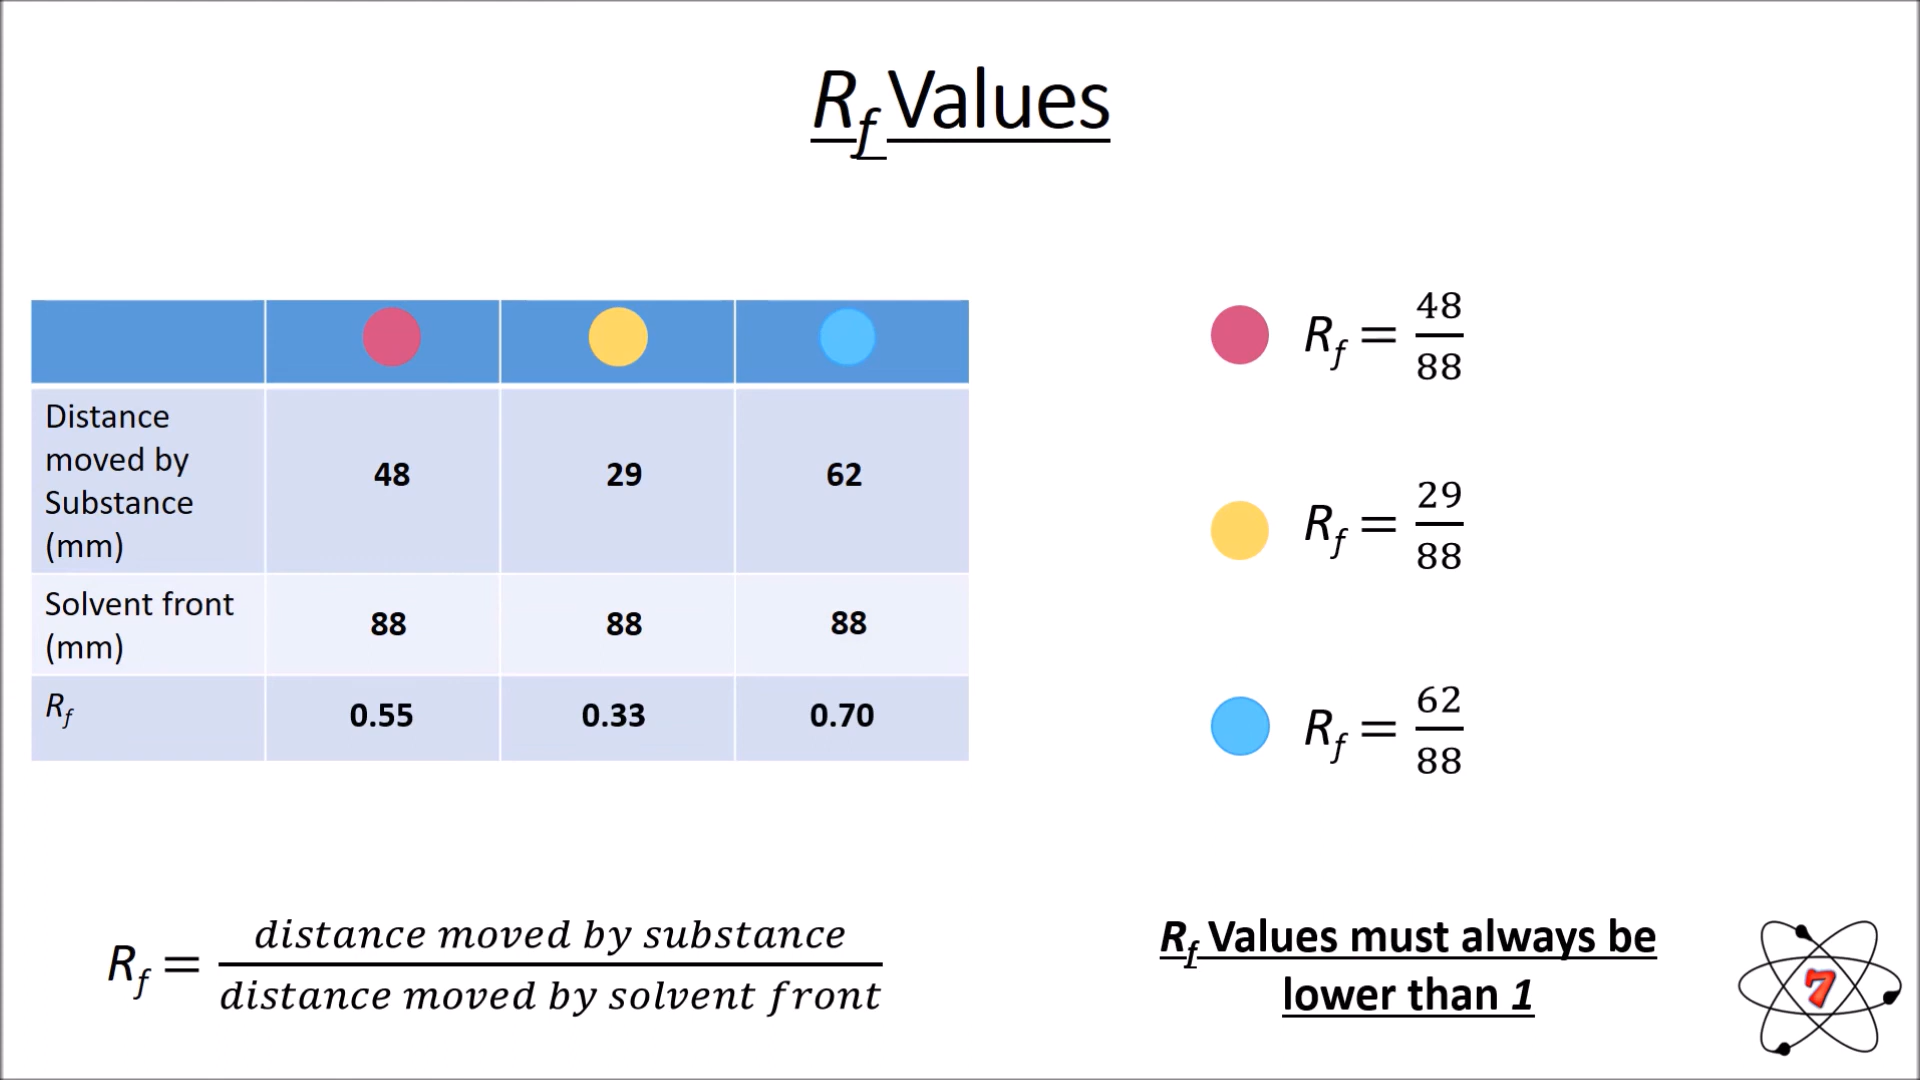 Rf Values
Distance
moved by
Substance
(mm)
48 29 62
Solvent front
(mm)
88 88 88
Rf 0.55 0.33 0.70
Rf = 48/88
Rf = 29/88
Rf = 62/88
Rf = distance moved by substance / distance moved by solvent front
Rf Values must always be
lower than 1
7